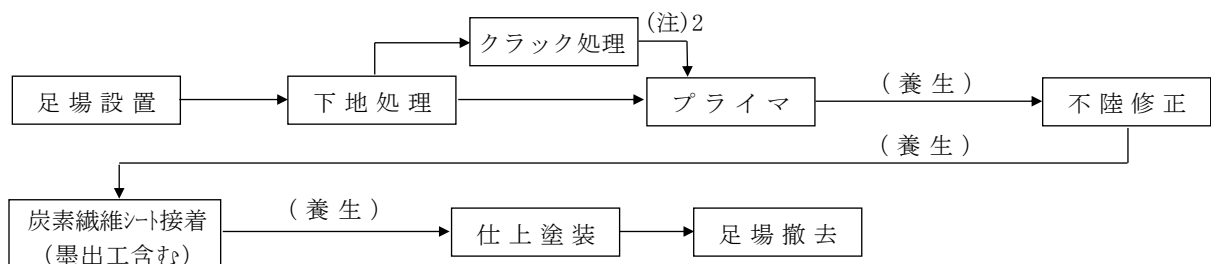 (注)2
クラック処理
足場設置
下地処理
プライマ
(養生)
不陸修正
(養生)
炭素繊維シート接着
(墨出工含む)
(養生)
仕上塗装
足場撤去